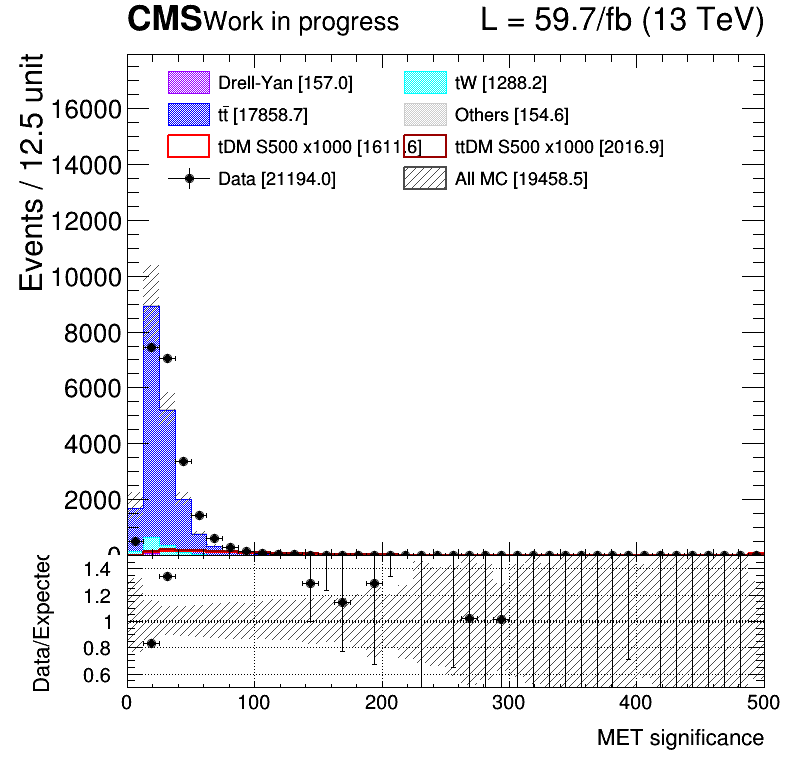 CMS Work in progress L = 59.7/fb (13 TeV)
Drell-Yan [157.0] tW [1288.2]
tt̄ [17858.7] Others [154.6]
tDM S500 x1000 [1611.6] ttDM S500 x1000 [2016.9]
Data [21194.0] All MC [19458.5]
Events / 12.5 unit
16000
14000
12000
10000
8000
6000
4000
2000
0
Data/Expected
1.4
1.2
1
0.8
0.6
0 100 200 300 400 500
MET significance